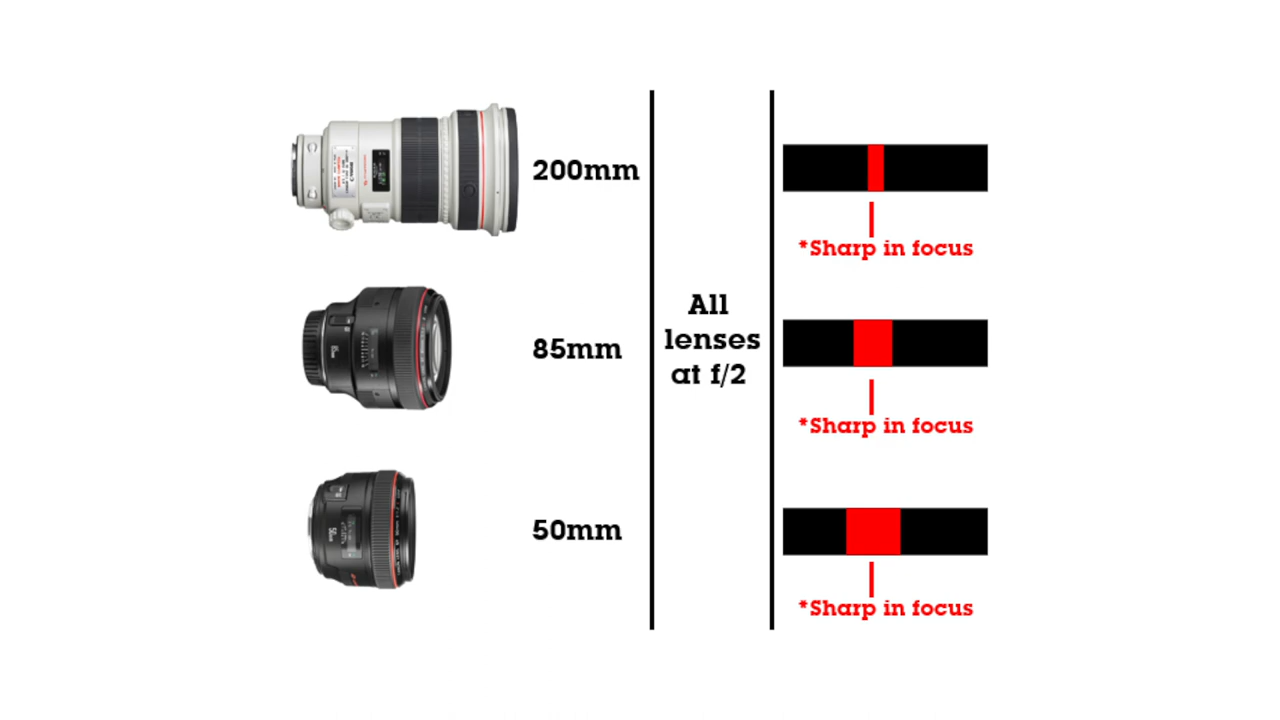 200mm
*Sharp in focus
All
lenses
at f/2
85mm
*Sharp in focus
50mm
*Sharp in focus